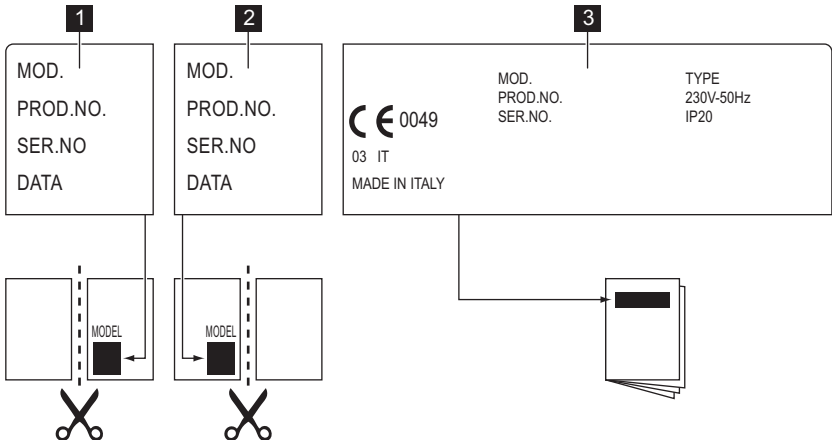 1
MOD.
PROD.NO.
SER.NO
DATA
MODEL
2
MOD.
PROD.NO.
SER.NO
DATA
MODEL
3
CE 0049
03 IT
MADE IN ITALY
MOD.
PROD.NO.
SER.NO.
TYPE
230V-50Hz
IP20